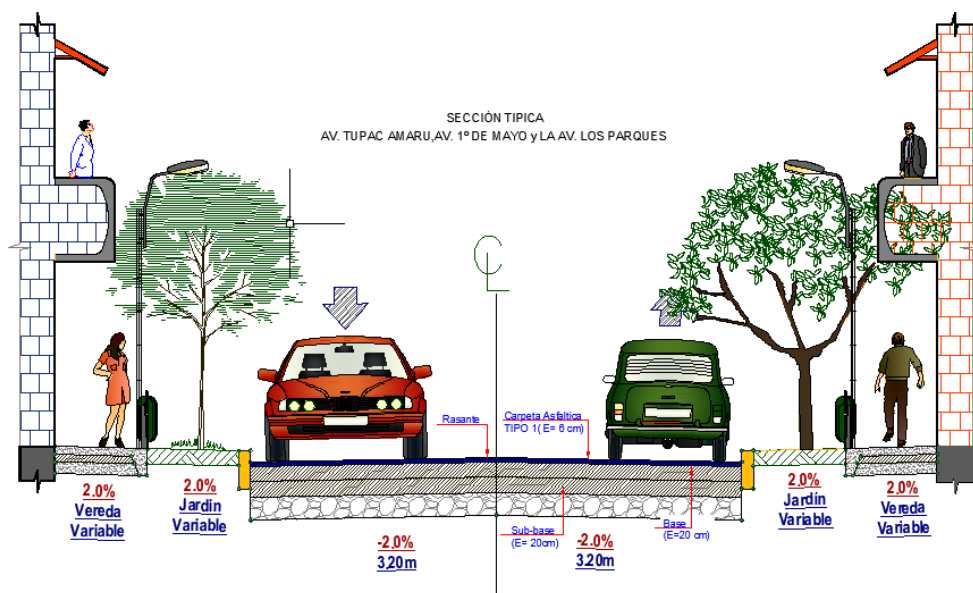 SECCIÓN TIPICA
AV. TUPAC AMARU,AV. 1º DE MAYO y LA AV. LOS PARQUES
CL
Rasante
Carpeta Asfaltica
TIPO 1( E= 6 cm)
2.0%
Vereda
Variable
2.0%
Jardin
Variable
-2,0%
3,20m
Sub-base
(E= 20cm)
-2.0%
3.20m
Base
(E=20 cm)
2,0%
Jardín
Variable
2,0%
Vereda
Variable